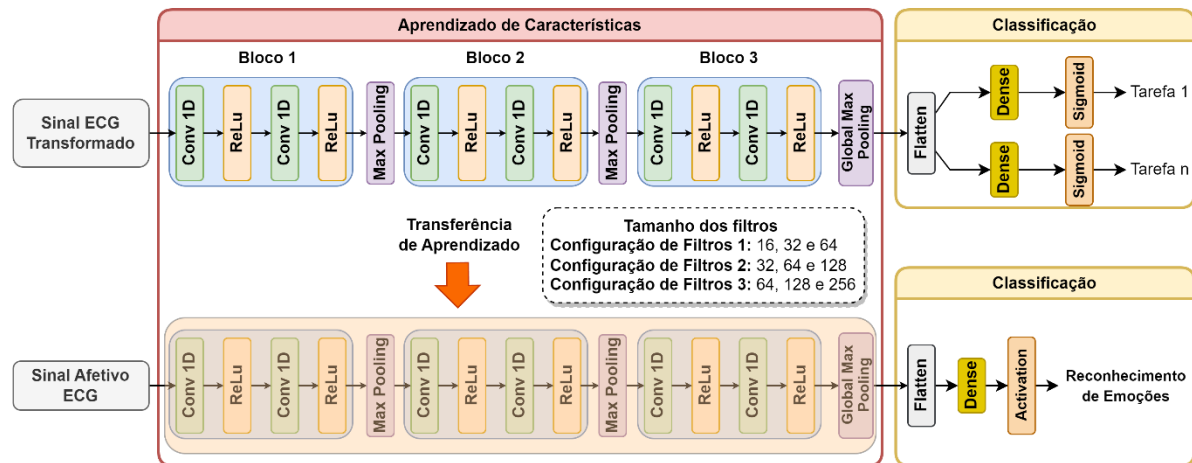 Aprendizado de Características
Classificação
Bloco 1
Bloco 2
Bloco 3
Sinal ECG
Transformado
Conv 1D
ReLu
Conv 1D
ReLu
Max Pooling
Conv 1D
ReLu
Conv 1D
ReLu
Max Pooling
Conv 1D
ReLu
Conv 1D
ReLu
Global Max
Pooling
Flatten
Dense
Sigmoid
Tarefa 1
Dense
Sigmoid
Tarefa n
Transferência
de Aprendizado
Tamanho dos filtros
Configuração de Filtros 1: 16, 32 e 64
Configuração de Filtros 2: 32, 64 e 128
Configuração de Filtros 3: 64, 128 e 256
Classificação
Sinal Afetivo
ECG
Conv 1D
ReLu
Conv 1D
ReLu
Max Pooling
Conv 1D
ReLu
Conv 1D
ReLu
Max Pooling
Conv 1D
ReLu
Conv 1D
ReLu
Global Max
Pooling
Flatten
Dense
Activation
Reconhecimento
de Emoções